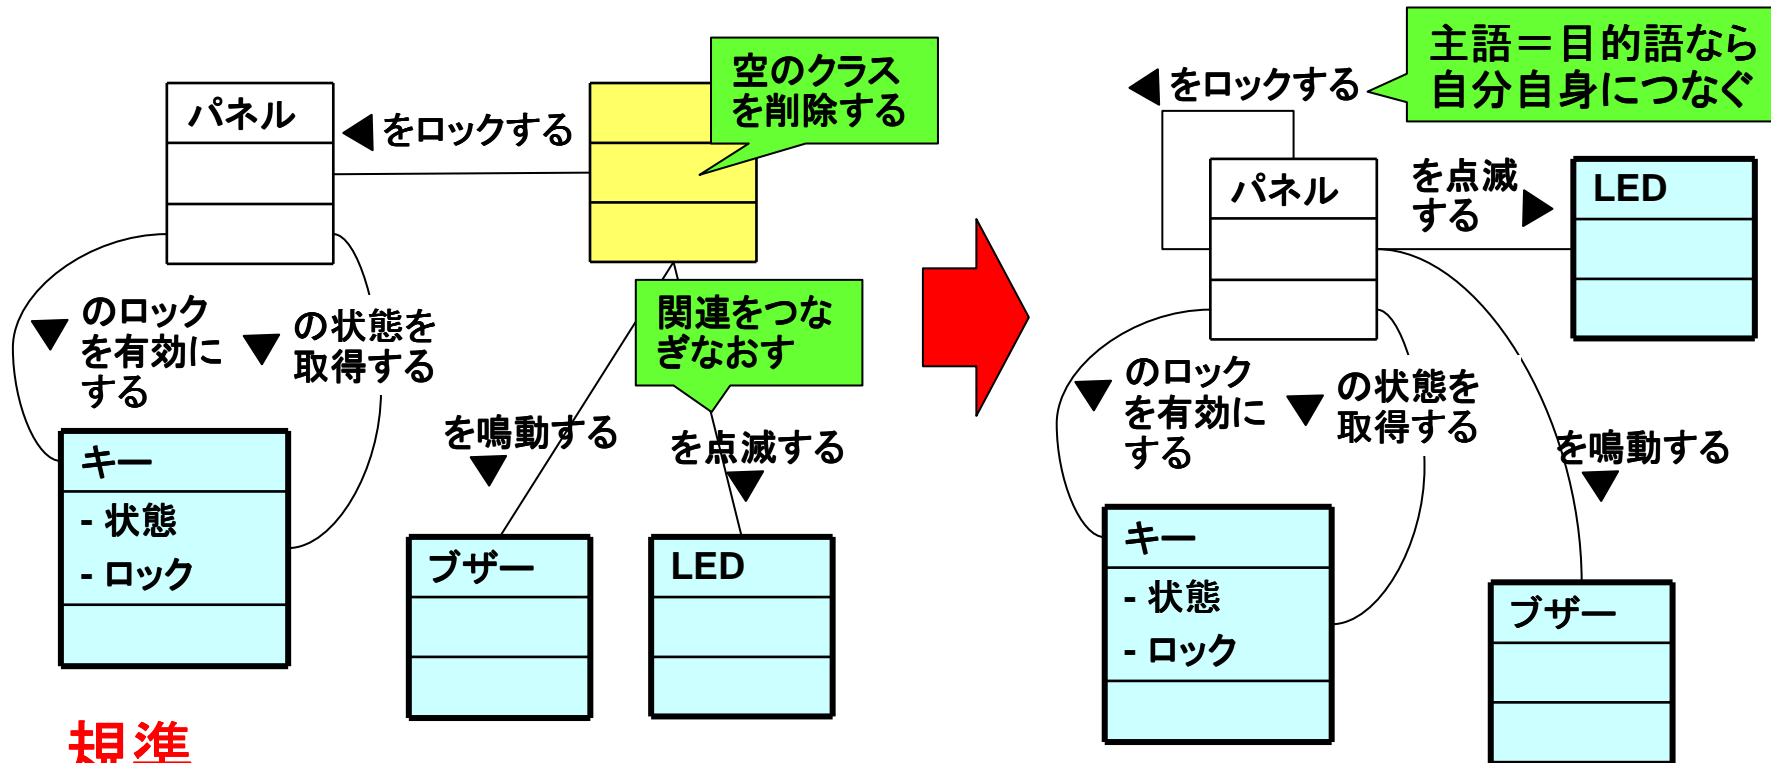 パネル
をロックする
空のクラス
を削除する
のロック
を有効に
する
の状態を
取得する
関連をつな
ぎなおす
を鳴動する
を点滅する
キー
- 状態
- ロック
ブザー
LED
規準
主語＝目的語なら
自分自身につなぐ
をロックする
パネル
を点滅
する
LED
のロック
を有効に
する
の状態を
取得する
を鳴動する
キー
- 状態
- ロック
ブザー